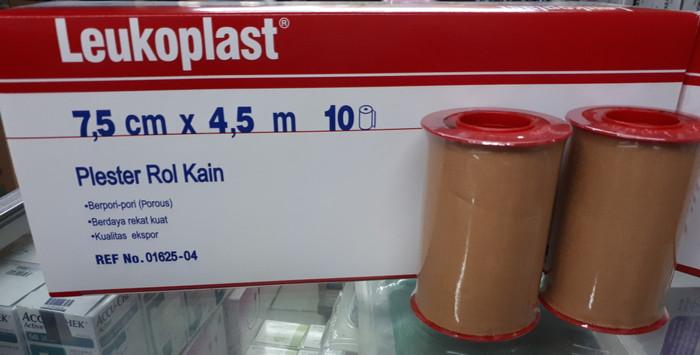 Leukoplast®
7,5 cm x 4,5 m 10
Plester Rol Kain
•Berpori-pori (Porous)
•Berdaya rekat kuat
•Kualitas ekspor
REF No. 01625-04